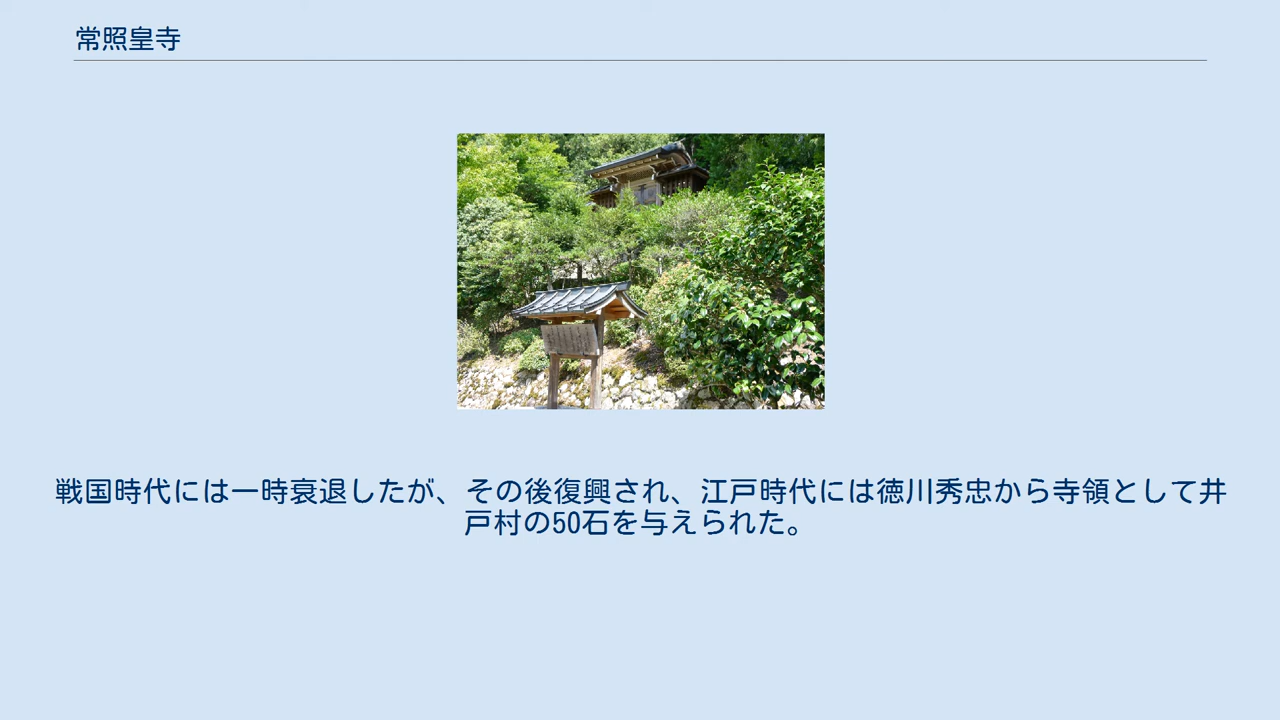 常照皇寺
戦国時代には一時衰退したが、その後復興され、江戸時代には徳川秀忠から寺領として井
戸村の50石を与えられた。